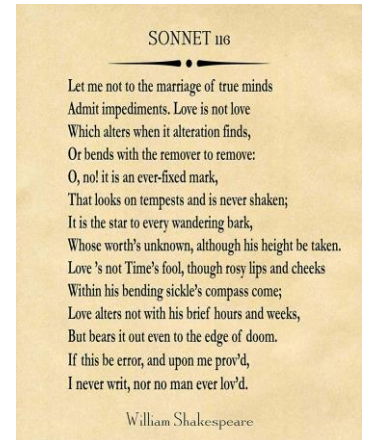 SONNET 116
Let me not to the marriage of true minds
Admit impediments. Love is not love
Which alters when it alteration finds,
Or bends with the remover to remove:
O, no! it is an ever-fixed mark,
That looks on tempests and is never shaken;
It is the star to every wandering bark,
Whose worth's unknown, although his height be taken.
Love 's not Time's fool, though rosy lips and cheeks
Within his bending sickle's compass come;
Love alters not with his brief hours and weeks,
But bears it out even to the edge of doom.
If this be error, and upon me prov'd,
I never writ, nor no man ever lov'd.
William Shakespeare